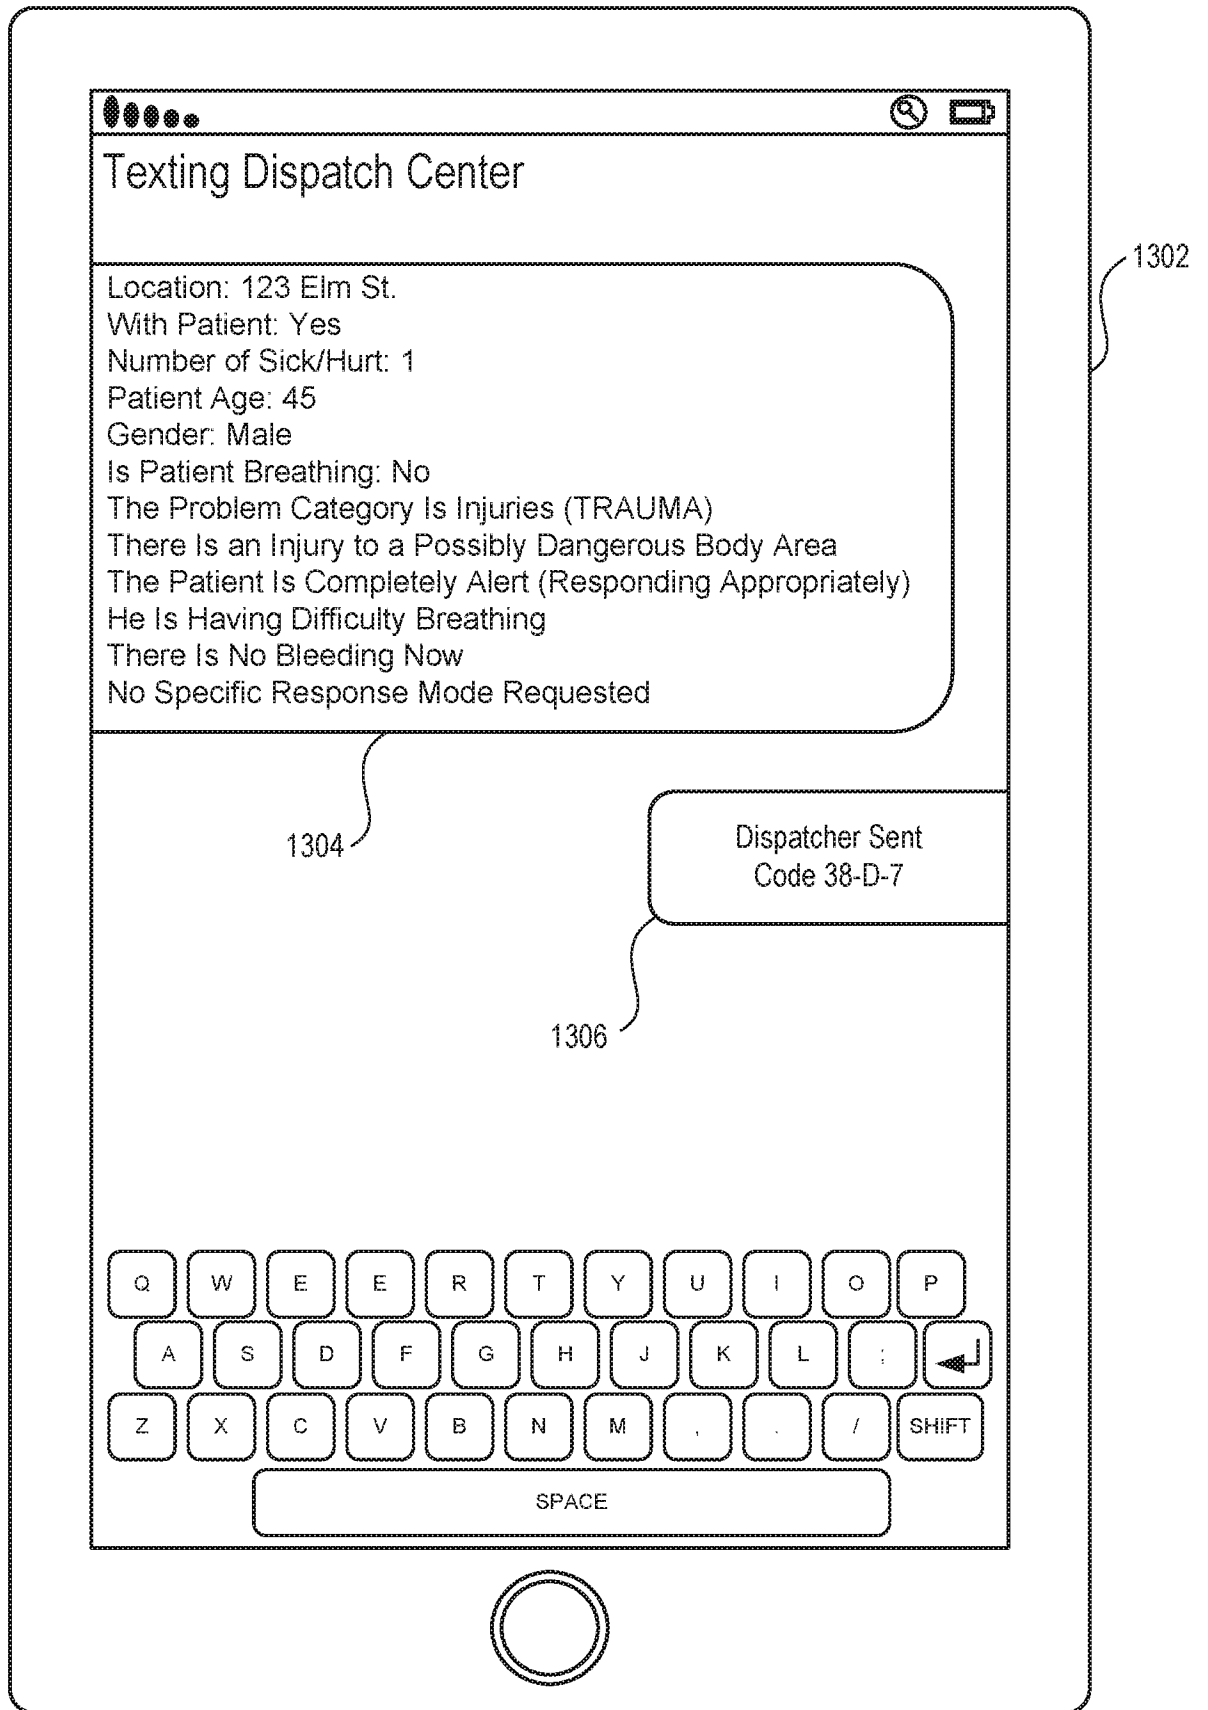 Texting Dispatch Center
1302
Location: 123 Elm St.
With Patient: Yes
Number of Sick/Hurt: 1
Patient Age: 45
Gender: Male
Is Patient Breathing: No
The Problem Category Is Injuries (TRAUMA)
There Is an Injury to a Possibly Dangerous Body Area
The Patient Is Completely Alert (Responding Appropriately)
He Is Having Difficulty Breathing
There Is No Bleeding Now
No Specific Response Mode Requested
1304
Dispatcher Sent
Code 38-D-7
1306
Q W E E R T Y U I O P
A S D F G H J K L ;
Z X C V B N M , . / SHIFT
SPACE